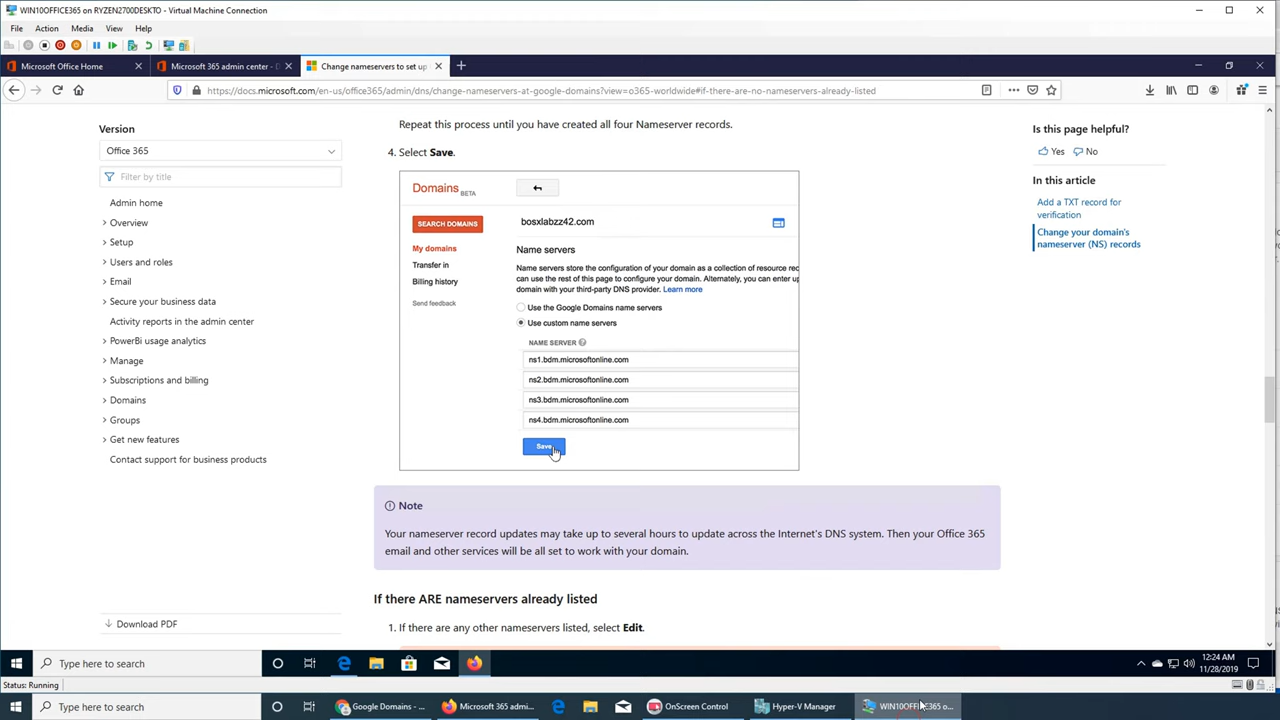 WIN10OFFICE365 on RYZEN2700DESKTO - Virtual Machine Connection
File Action Media View Help
Microsoft Office Home
Microsoft 365 admin center - D
Change nameservers to set up
https://docs.microsoft.com/en-us/office365/admin/dns/change-nameservers-at-google-domains?view=o365-worldwide#if-there-are-no-nameservers-already-listed
Version
Office 365
Filter by title
Admin home
Overview
Setup
Users and roles
Email
Secure your business data
Activity reports in the admin center
PowerBi usage analytics
Manage
Subscriptions and billing
Domains
Groups
Get new features
Contact support for business products
Download PDF
Repeat this process until you have created all four Nameserver records.
4. Select Save.
Domains BETA
SEARCH DOMAINS
My domains
Transfer in
Billing history
Send feedback
bosxlabzz42.com
Name servers
Name servers store the configuration of your domain as a collection of resource rec
can use the rest of this page to configure your domain. Alternately, you can enter up
domain with your third-party DNS provider. Learn more
Use the Google Domains name servers
Use custom name servers
NAME SERVER
ns1.bdm.microsoftonline.com
ns2.bdm.microsoftonline.com
ns3.bdm.microsoftonline.com
ns4.bdm.microsoftonline.com
Save
Note
Your nameserver record updates may take up to several hours to update across the Internet's DNS system. Then your Office 365
email and other services will be all set to work with your domain.
If there ARE nameservers already listed
1. If there are any other nameservers listed, select Edit.
Is this page helpful?
Yes No
In this article
Add a TXT record for
verification
Change your domain's
nameserver (NS) records
Type here to search
12:24 AM
11/28/2019
Status: Running
Type here to search
Google Domains - ...
Microsoft 365 admi...
OnScreen Control
Hyper-V Manager
WIN10OFFICE365 o...